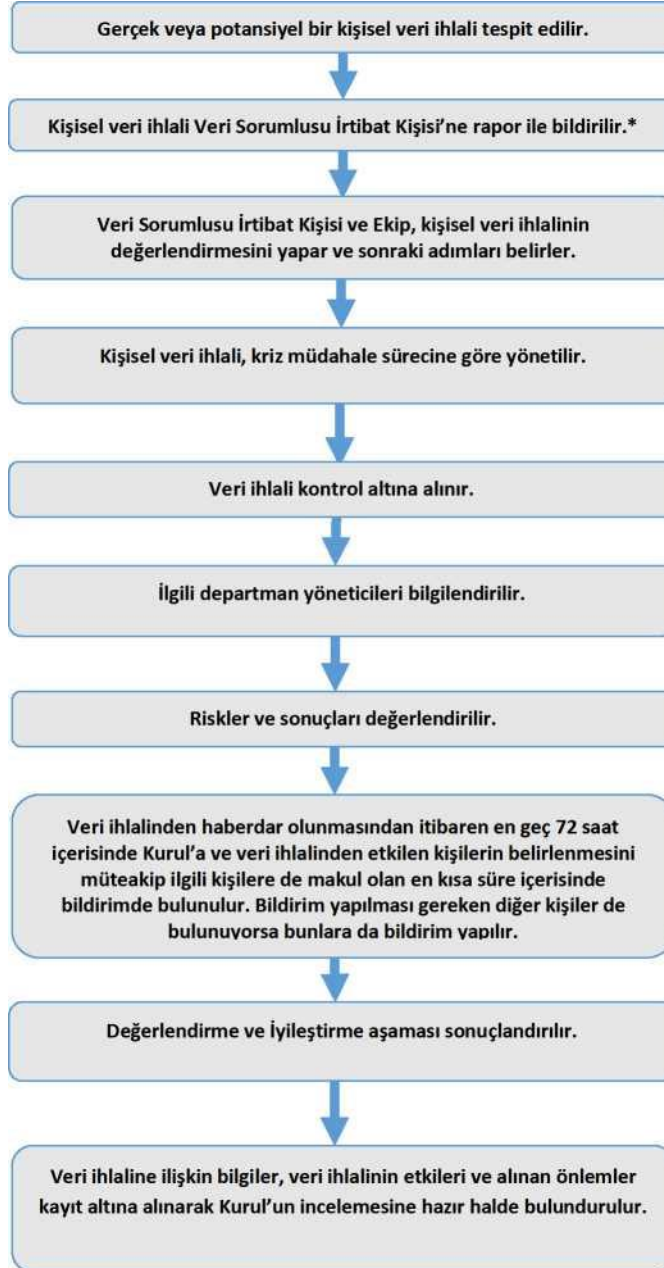 Gerçek veya potansiyel bir kişisel veri ihlali tespit edilir.
Kişisel veri ihlali Veri Sorumlusu İrtibat Kişisi’ne rapor ile bildirilir.*
Veri Sorumlusu İrtibat Kişisi ve Ekip, kişisel veri ihlalinin
değerlendirmesini yapar ve sonraki adımları belirler.
Kişisel veri ihlali, kriz müdahale sürecine göre yönetilir.
Veri ihlali kontrol altına alınır.
İlgili departman yöneticileri bilgilendirilir.
Riskler ve sonuçları değerlendirilir.
Veri ihlalinden haberdar olunmasından itibaren en geç 72 saat
içerisinde Kurul’a ve veri ihlalinden etkilen kişilerin belirlenmesini
müteakip ilgili kişilere de makul olan en kısa süre içerisinde
bildirimde bulunulur. Bildirim yapılması gereken diğer kişiler de
bulunuyorsa bunlara da bildirim yapılır.
Değerlendirme ve İyileştirme aşaması sonuçlandırılır.
Veri ihlaline ilişkin bilgiler, veri ihlalinin etkileri ve alınan önlemler
kayıt altına alınarak Kurul’un incelemesine hazır halde bulundurulur.